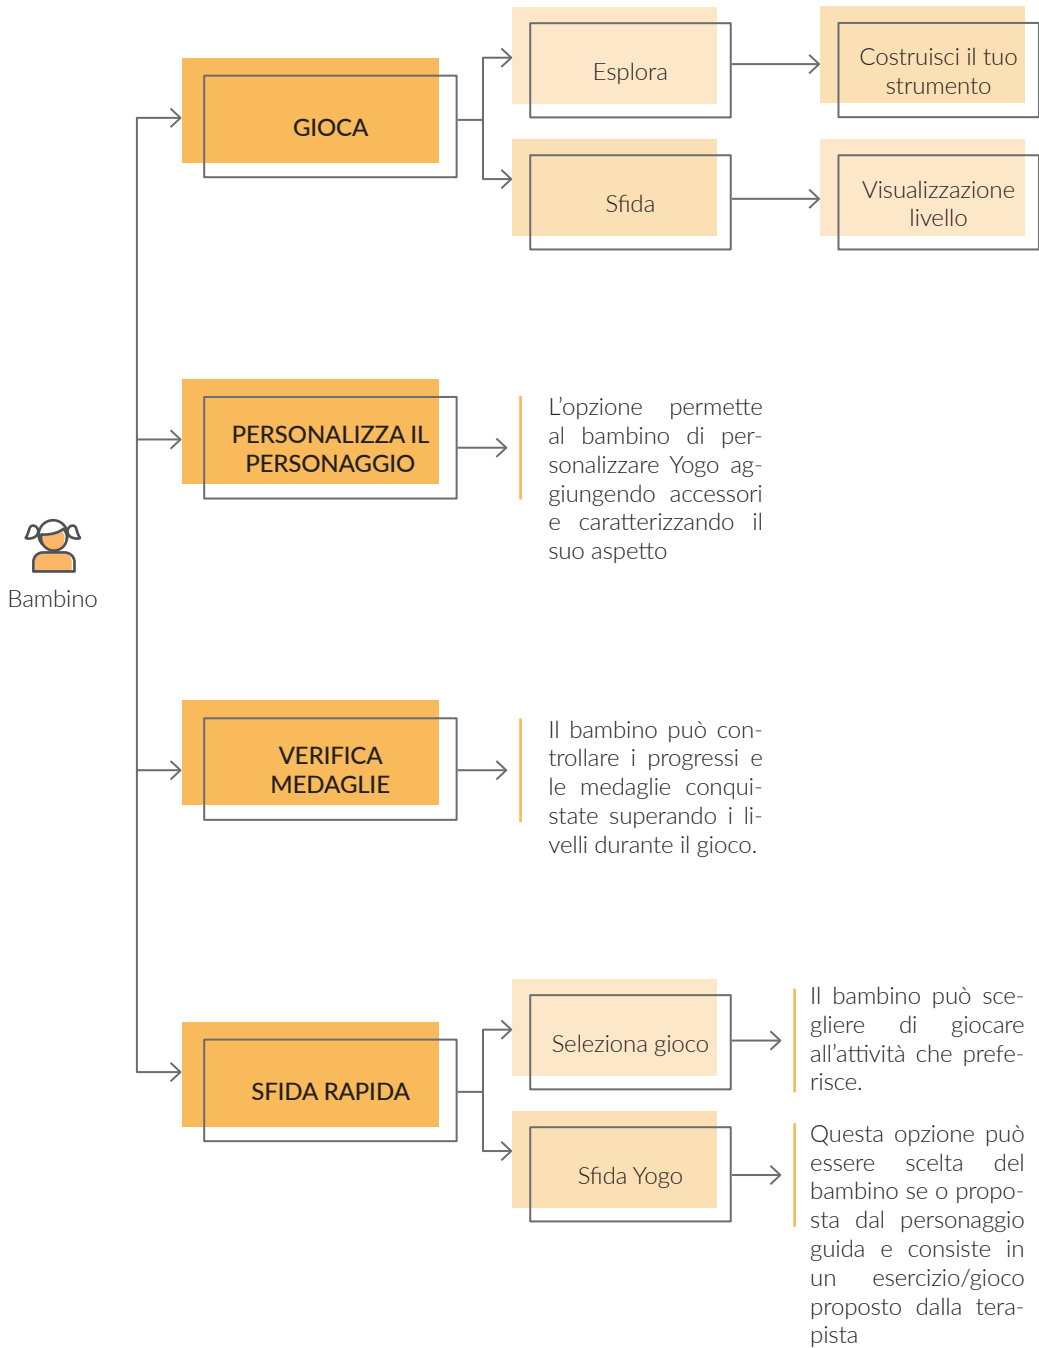 Esplora
Costruisci il tuo
strumento
GIOCA
Sfida
Visualizzazione
livello
PERSONALIZZA IL
PERSONAGGIO
L'opzione permette
al bambino di per-
sonalizzare Yogo ag-
giungendo accessori
e caratterizzando il
suo aspetto
Bambino
VERIFICA
MEDAGLIE
Il bambino può con-
trollare i progressi e
le medaglie conqui-
state superando i li-
velli durante il gioco.
SFIDA RAPIDA
Seleziona gioco
Il bambino può sce-
gliere di giocare
all'attività che prefe-
risce.
Sfida Yogo
Questa opzione può
essere scelta del
bambino se o propo-
sta dal personaggio
guida e consiste in
un esercizio/gioco
proposto dalla tera-
pista